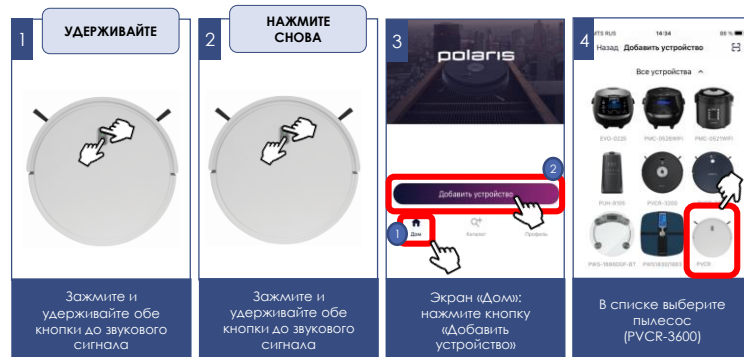 1
УДЕРЖИВАЙТЕ
Зажмите и
удерживайте обе
кнопки до звукового
сигнала
2
НАЖМИТЕ
СНОВА
Зажмите и
удерживайте обе
кнопки до звукового
сигнала
3
polaris
2
Добавить устройство
1
Дом
Каталог
Профиль
Экран «Дом»:
нажмите кнопку
«Добавить
устройство»
4
MTS RUS 14:34 88 %
Назад Добавить устройство
Все устройства
EVO-0225 PMC-0526WIFI PMC-0521WIFI
PUH-9105 PVCR-3200
PVCR
В списке выберите
пылесос
(PVCR-3600)